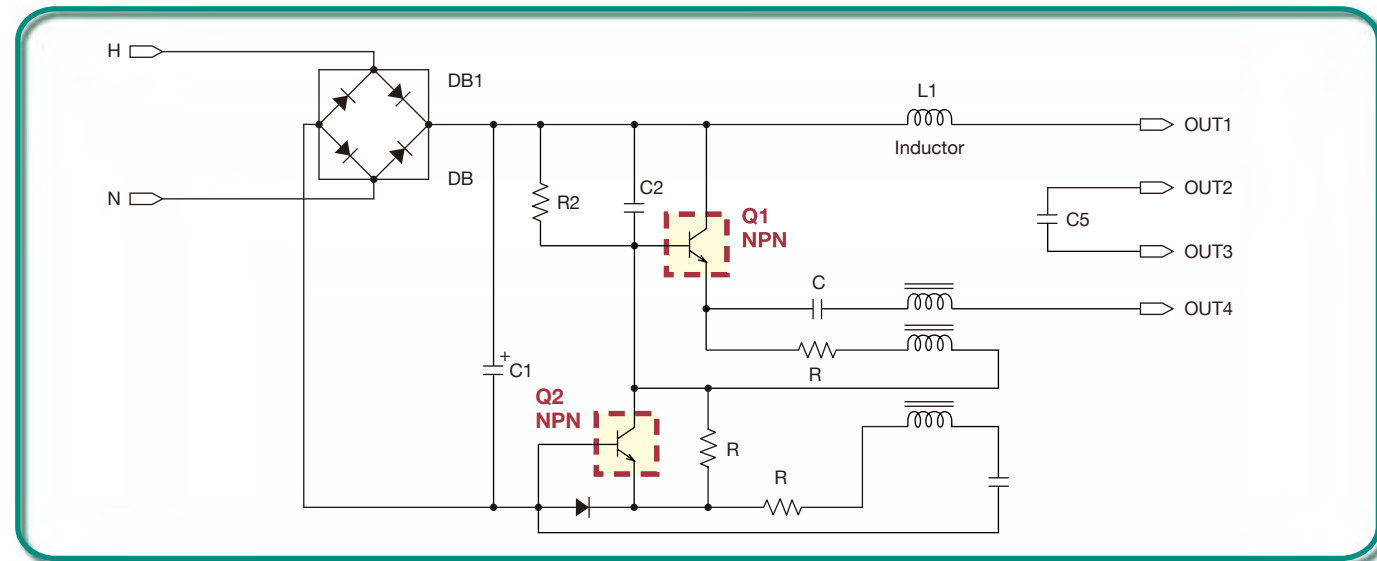 H
DB1
L1
OUT1
Inductor
DB
N
C2
R2
Q1
NPN
OUT2
C5
OUT3
C
OUT4
+
C1
R
Q2
NPN
R
R